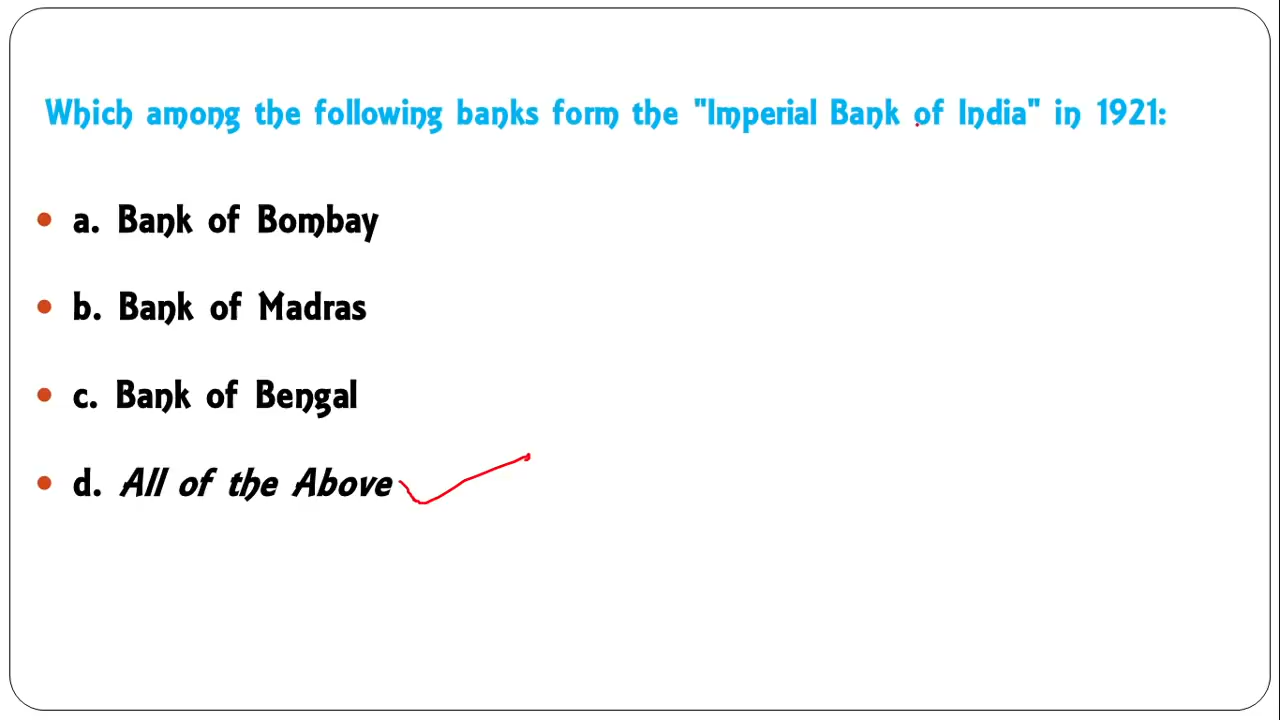 Which among the following banks form the "Imperial Bank of India" in 1921:
a. Bank of Bombay
b. Bank of Madras
c. Bank of Bengal
d. All of the Above